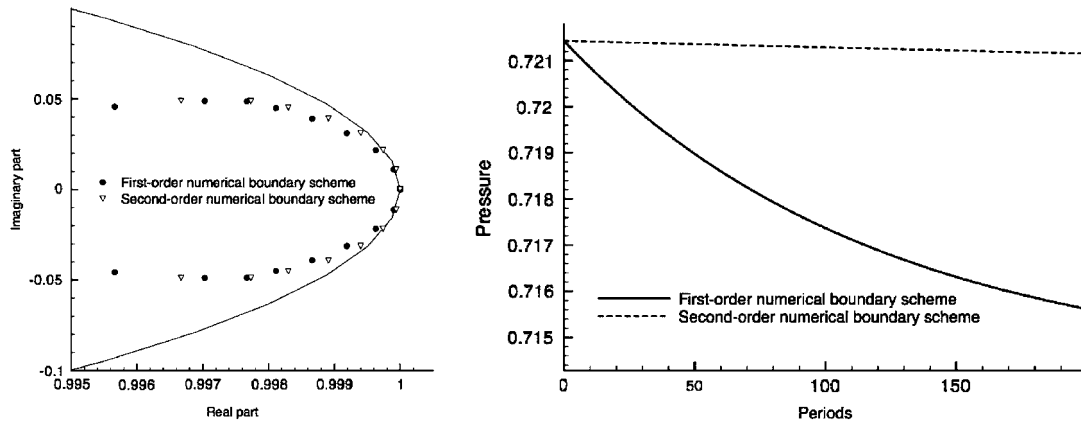 0.05
0
-0.05
-0.1
Imaginary part
First-order numerical boundary scheme
Second-order numerical boundary scheme
0.995 0.996 0.997 0.998 0.999 1
Real part
0.721
0.72
0.719
0.718
0.717
0.716
0.715
Pressure
First-order numerical boundary scheme
Second-order numerical boundary scheme
0 50 100 150
Periods